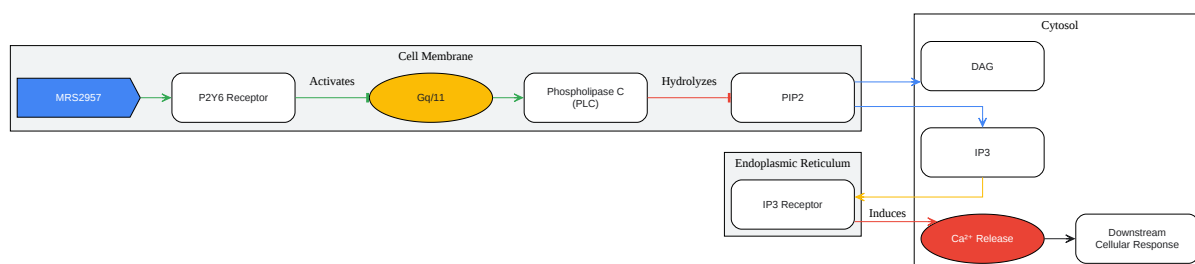 Cytosol
Cell Membrane
DAG
MRS2957
P2Y6 Receptor
Activates
Gq/11
Phospholipase C
(PLC)
Hydrolyzes
PIP2
IP3
Endoplasmic Reticulum
IP3 Receptor
Induces
Ca²⁺ Release
Downstream
Cellular Response